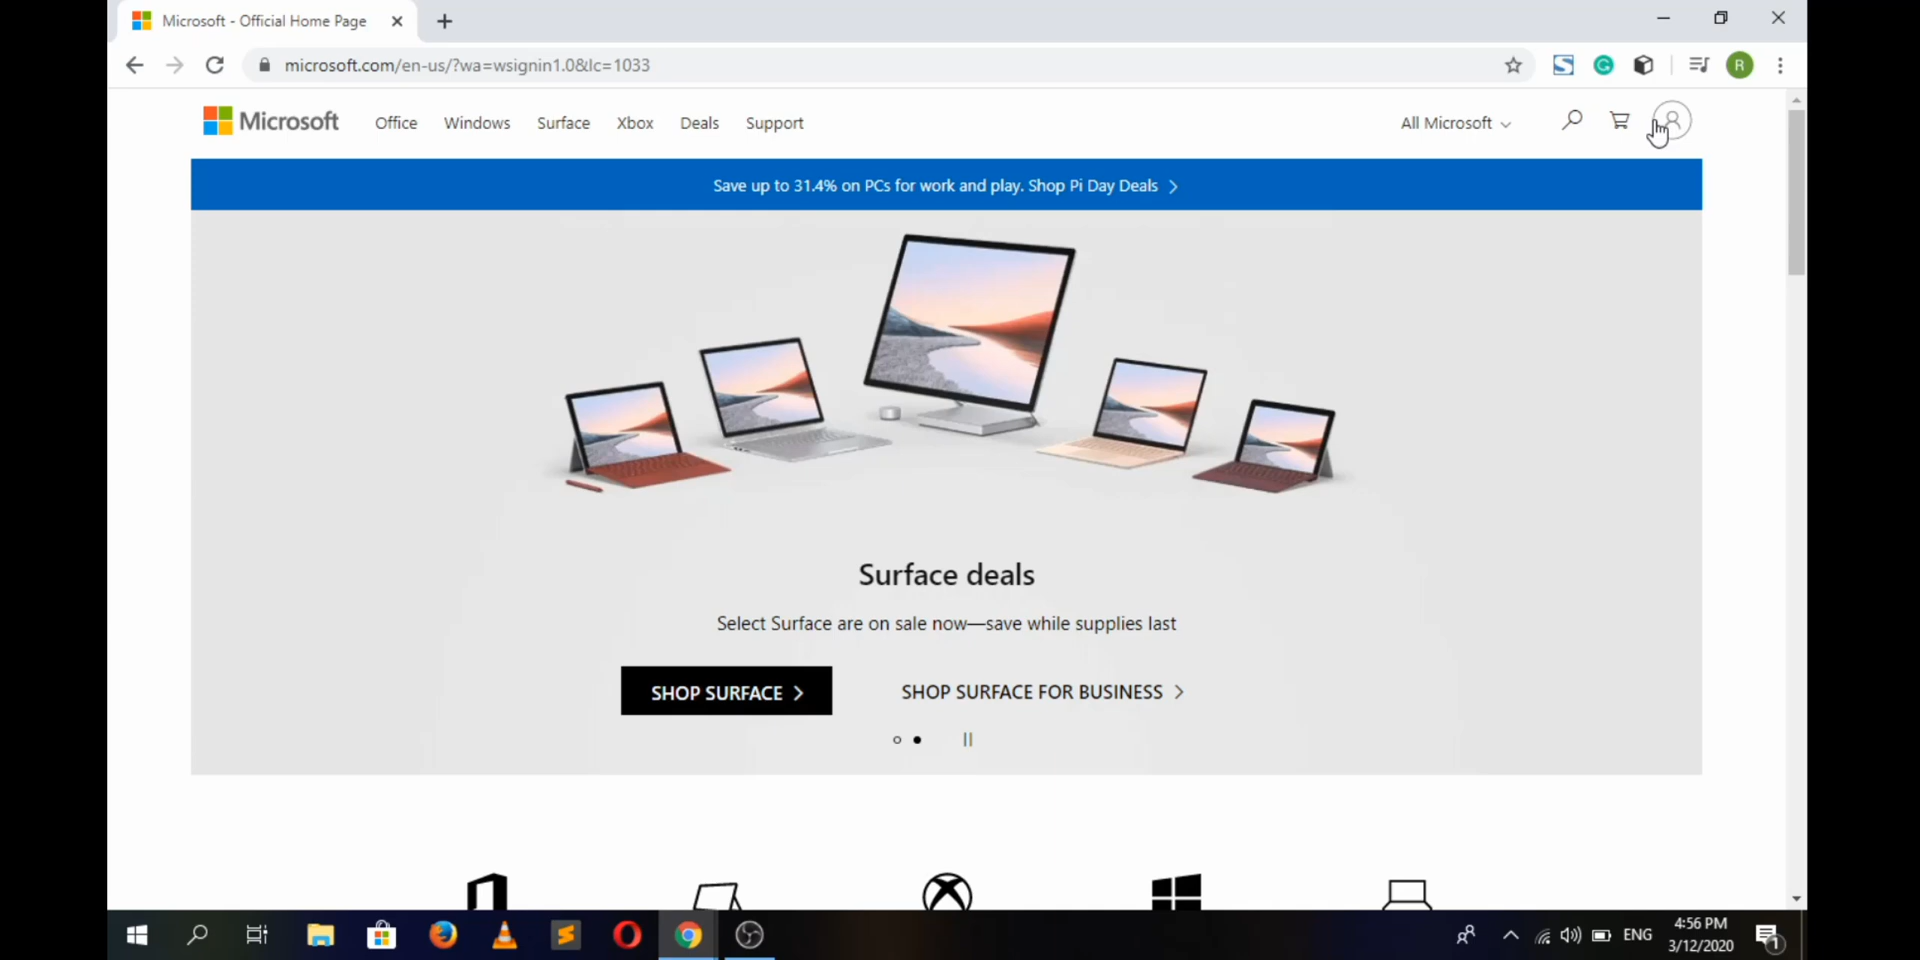 Microsoft - Official Home Page
microsoft.com/en-us/?wa=wsignin1.0&lc=1033
R
Microsoft
Office
Windows
Surface
Xbox
Deals
Support
All Microsoft
Save up to 31.4% on PCs for work and play. Shop Pi Day Deals
Surface deals
Select Surface are on sale now—save while supplies last
SHOP SURFACE
SHOP SURFACE FOR BUSINESS
ENG
4:56 PM
3/12/2020
1